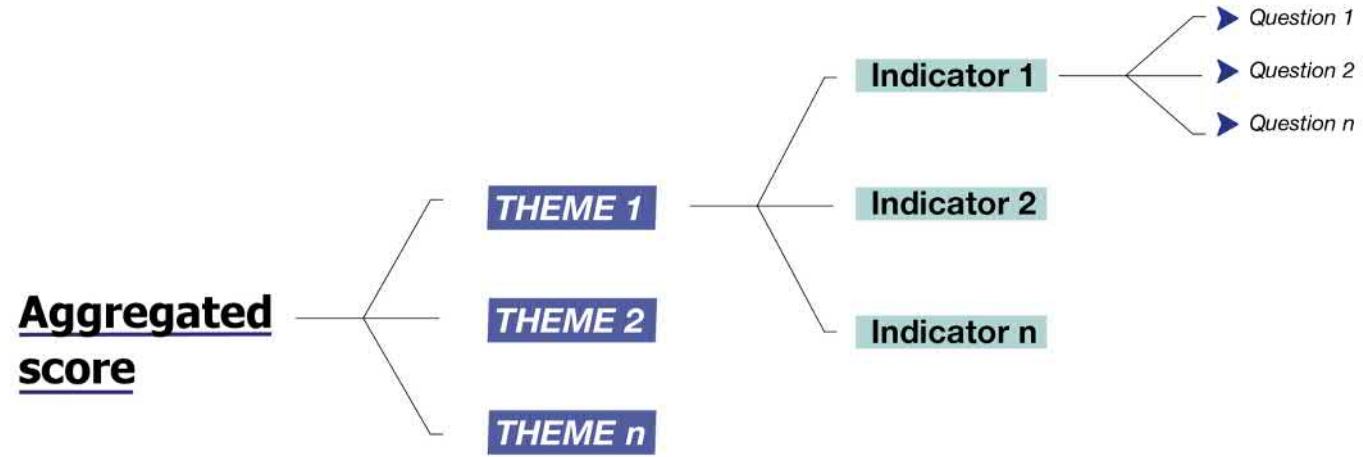 Aggregated
score
THEME 1
THEME 2
THEME n
Indicator 1
Indicator 2
Indicator n
Question 1
Question 2
Question n